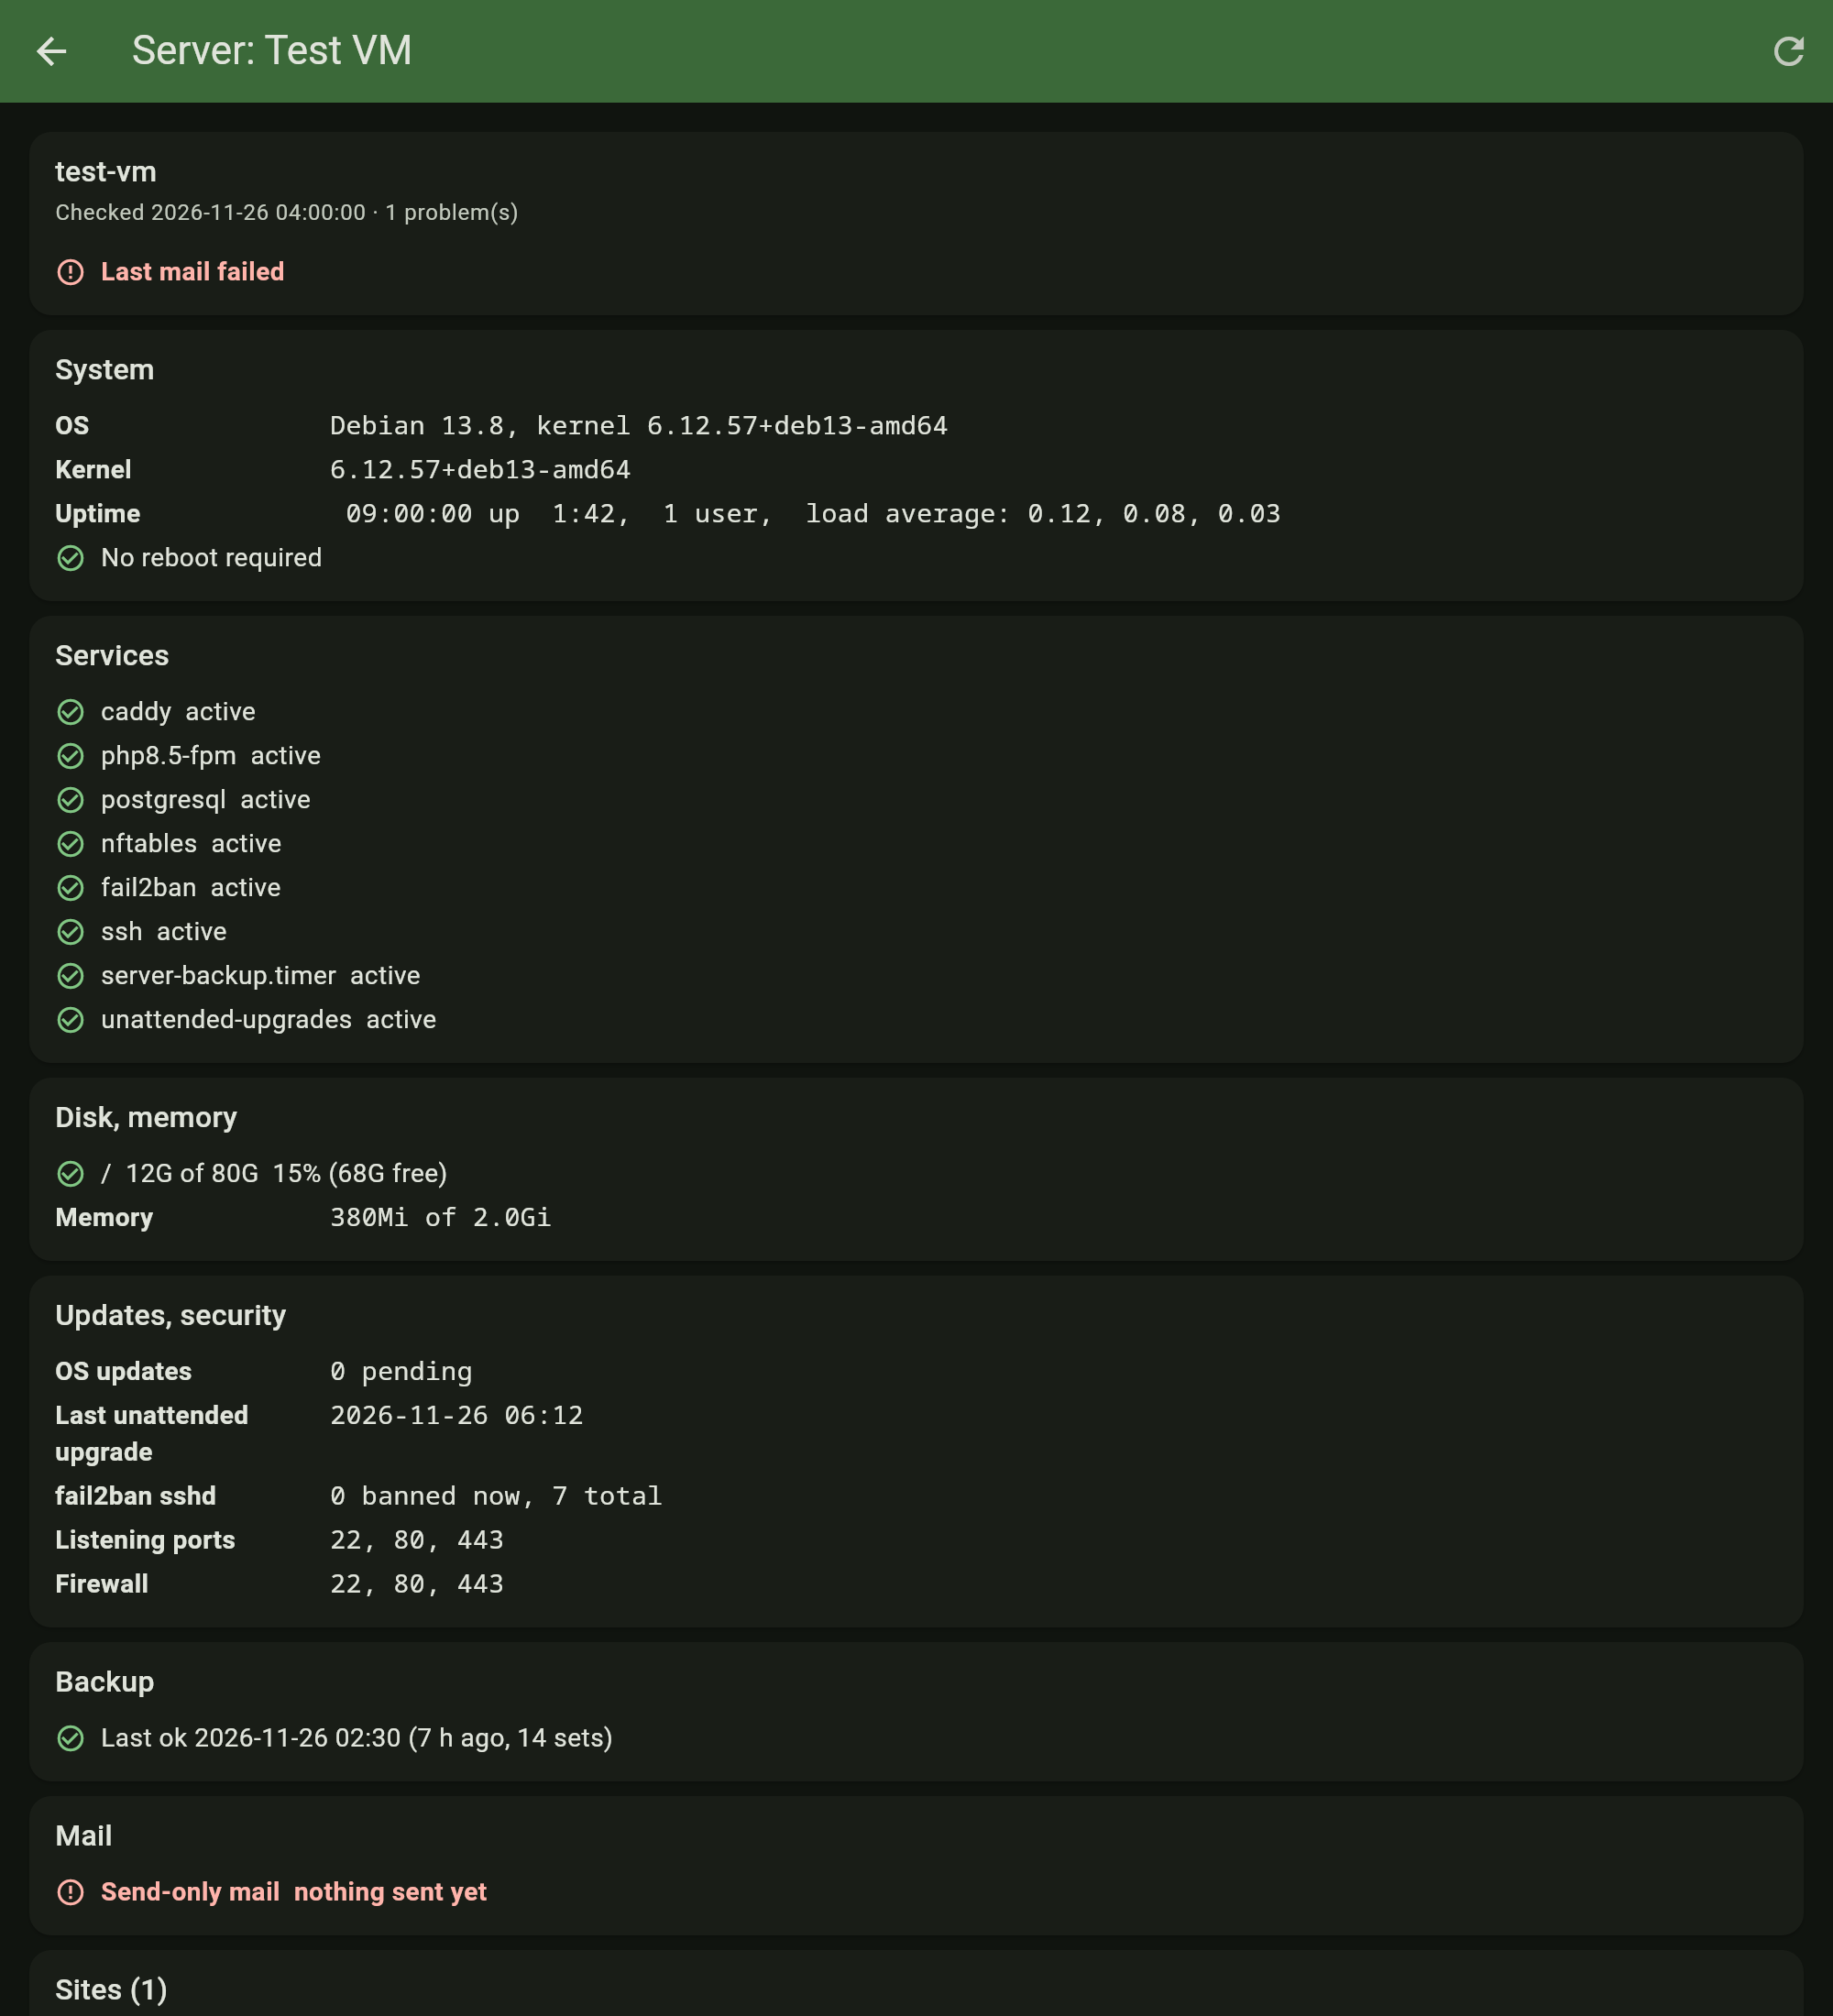 Server: Test VM
test-vm
Checked 2026-11-26 04:00:00 · 1 problem(s)
Last mail failed
System
OS Debian 13.8, kernel 6.12.57+deb13-amd64
Kernel 6.12.57+deb13-amd64
Uptime 09:00:00 up  1:42,  1 user,  load average: 0.12, 0.08, 0.03
No reboot required
Services
caddy  active
php8.5-fpm  active
postgresql  active
nftables  active
fail2ban  active
ssh  active
server-backup.timer  active
unattended-upgrades  active
Disk, memory
/  12G of 80G  15% (68G free)
Memory 380Mi of 2.0Gi
Updates, security
OS updates 0 pending
Last unattended 2026-11-26 06:12
upgrade
fail2ban sshd 0 banned now, 7 total
Listening ports 22, 80, 443
Firewall 22, 80, 443
Backup
Last ok 2026-11-26 02:30 (7 h ago, 14 sets)
Mail
Send-only mail  nothing sent yet
Sites (1)